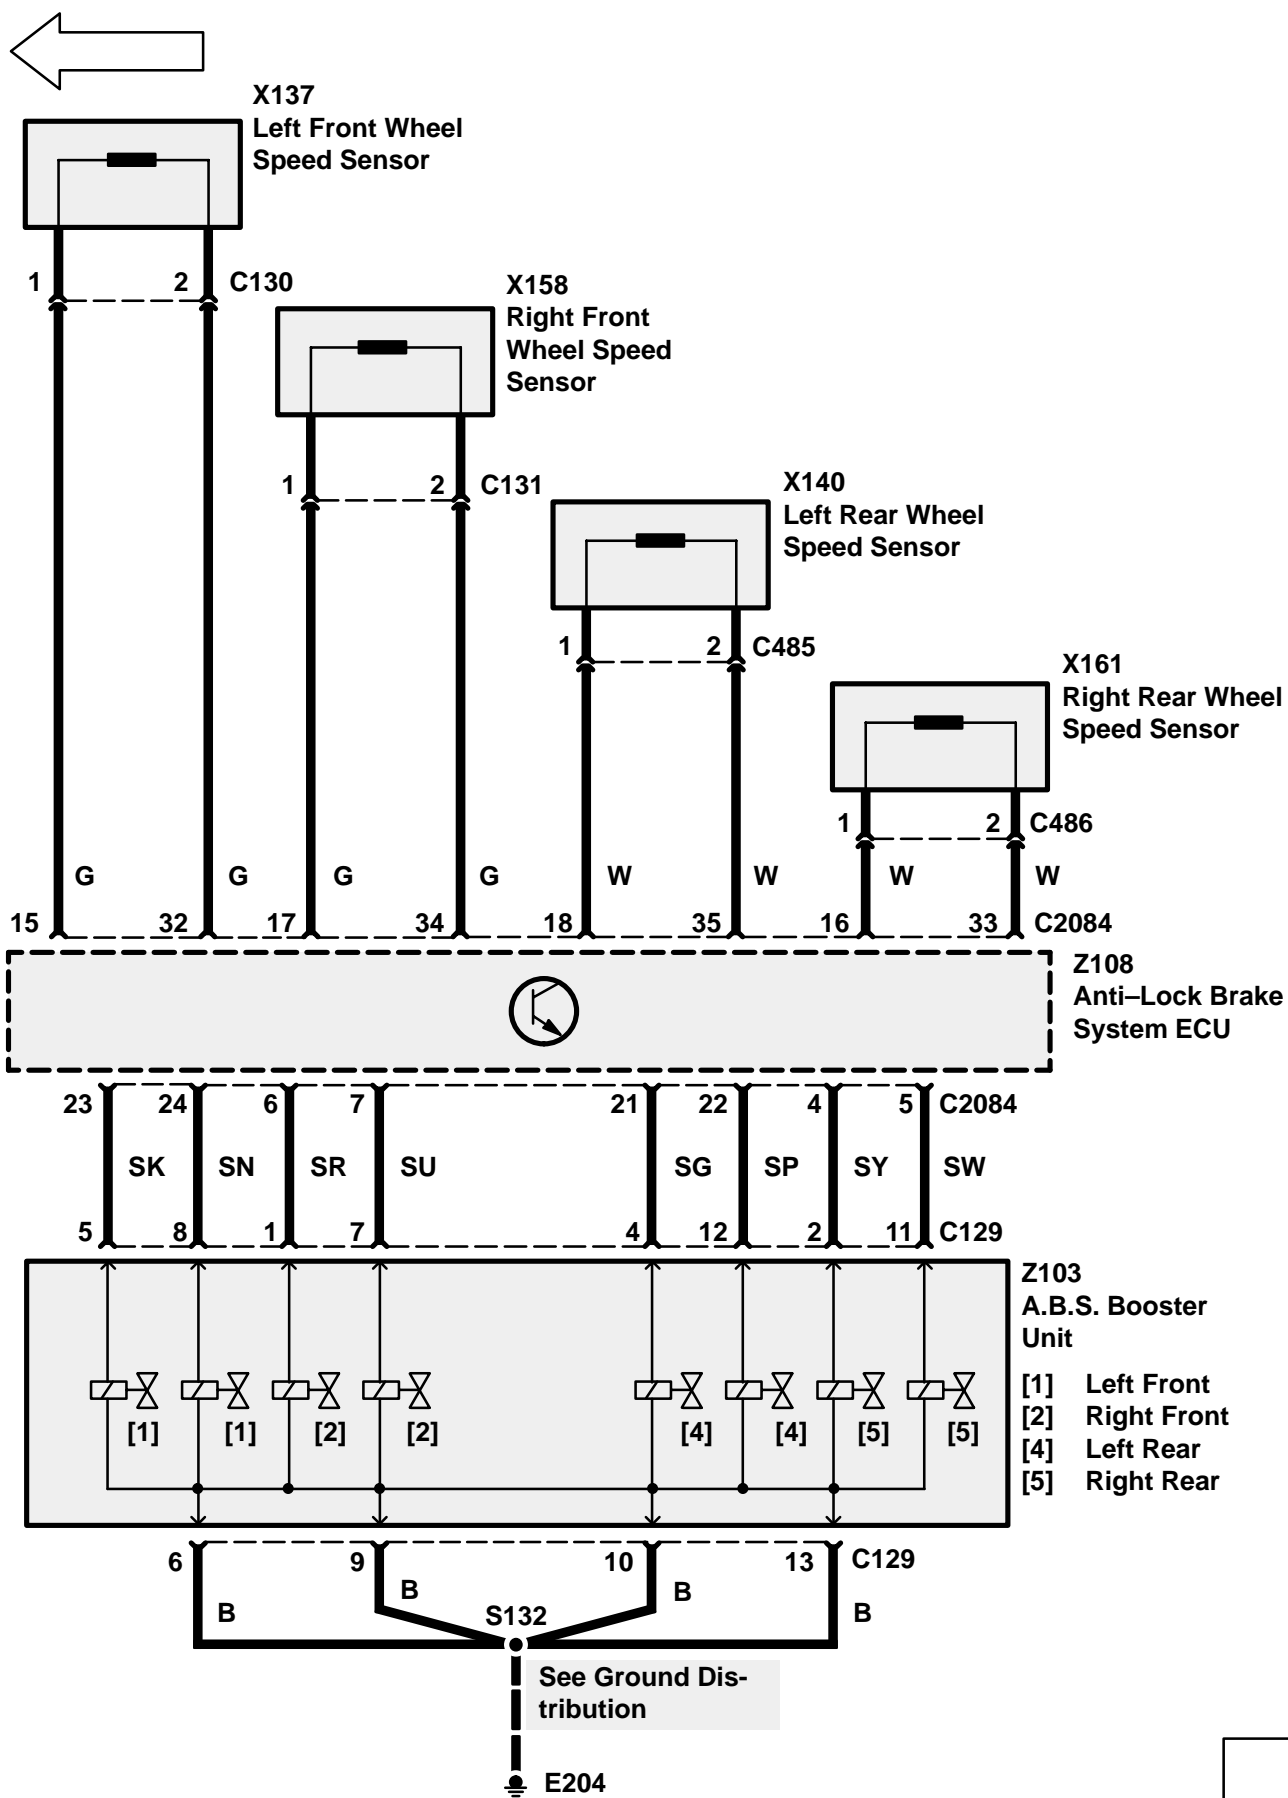 X137
Left Front Wheel
Speed Sensor
1 2 C130
X158
Right Front
Wheel Speed
Sensor
1 2 C131
X140
Left Rear Wheel
Speed Sensor
1 2 C485
X161
Right Rear Wheel
Speed Sensor
1 2 C486
G G G G W W W W
15 32 17 34 18 35 16 33 C2084
Z108
Anti–Lock Brake
System ECU
23 24 6 7 21 22 4 5 C2084
SK SN SR SU SG SP SY SW
5 8 1 7 4 12 2 11 C129
Z103
A.B.S. Booster
Unit
[1] Left Front
[2] Right Front
[4] Left Rear
[5] Right Rear
[1] [1] [2] [2] [4] [4] [5] [5]
6 9 10 13 C129
B B B B
S132
See Ground Dis-
tribution
E204